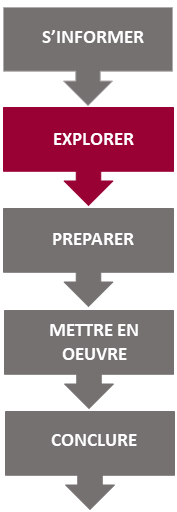 S’INFORMER
EXPLORER
PREPARER
METTRE EN
OEUVRE
CONCLURE